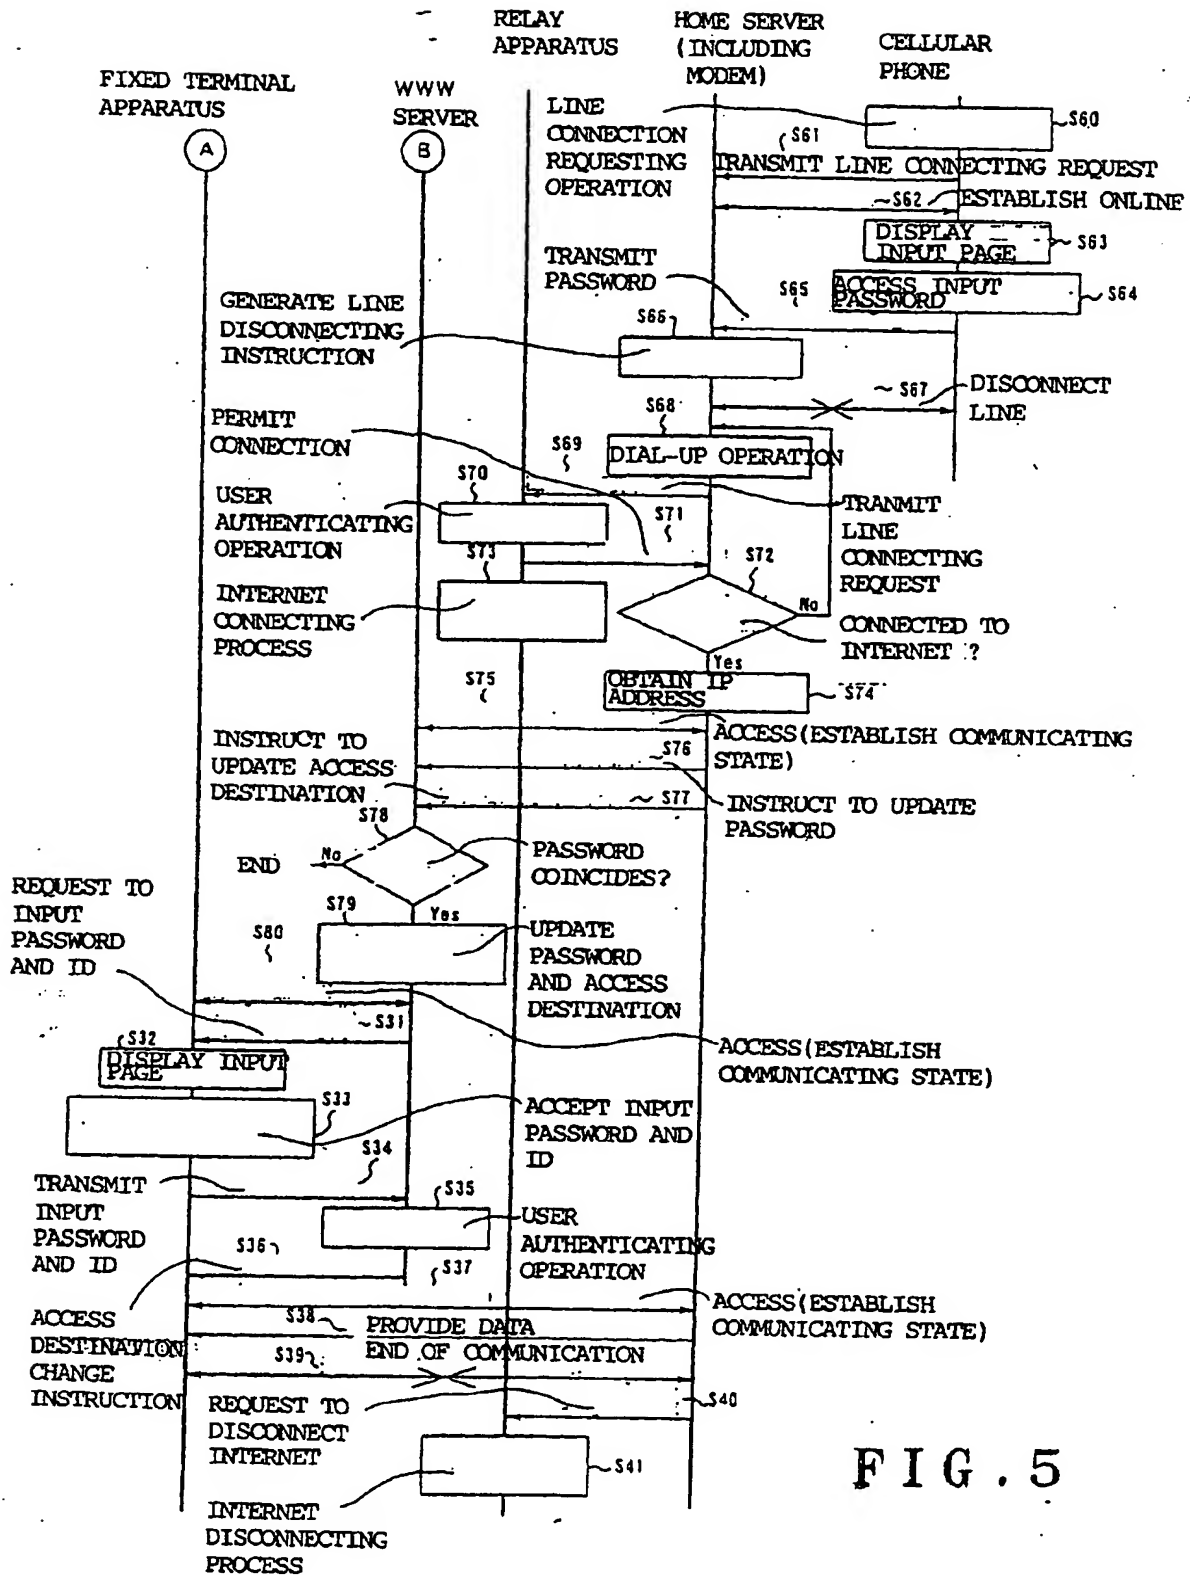 RELAY
APPARATUS
HOME SERVER
(INCLUDING
MODEM)
CELLULAR
PHONE
FIXED TERMINAL
APPARATUS
WWW
SERVER
A
B
LINE
CONNECTION
REQUESTING
OPERATION
S60
S61
TRANSMIT LINE CONNECTING REQUEST
S62
ESTABLISH ONLINE
DISPLAY
INPUT PAGE
S63
TRANSMIT
PASSWORD
S65
ACCESS INPUT
PASSWORD
S64
GENERATE LINE
DISCONNECTING
INSTRUCTION
S66
S67
DISCONNECT
LINE
PERMIT
CONNECTION
S68
DIAL-UP OPERATION
S69
S70
USER
AUTHENTICATING
OPERATION
S71
TRANMIT
LINE
CONNECTING
REQUEST
S73
S72
No
INTERNET
CONNECTING
PROCESS
CONNECTED TO
INTERNET ?
Yes
S75
OBTAIN IP
ADDRESS
S74
ACCESS(ESTABLISH COMMUNICATING
STATE)
INSTRUCT TO
UPDATE ACCESS
DESTINATION
S76
S77
INSTRUCT TO UPDATE
PASSWORD
S78
END
No
PASSWORD
COINCIDES?
REQUEST TO
INPUT
PASSWORD
AND ID
S79
Yes
S80
UPDATE
PASSWORD
AND ACCESS
DESTINATION
S31
S32
DISPLAY INPUT
PAGE
ACCESS(ESTABLISH
COMMUNICATING STATE)
S33
ACCEPT INPUT
PASSWORD AND
ID
S34
TRANSMIT
INPUT
PASSWORD
AND ID
S35
USER
AUTHENTICATING
OPERATION
S36
S37
ACCESS(ESTABLISH
COMMUNICATING STATE)
ACCESS
DESTINATION
CHANGE
INSTRUCTION
S38
PROVIDE DATA
S39
END OF COMMUNICATION
REQUEST TO
DISCONNECT
INTERNET
S40
S41
INTERNET
DISCONNECTING
PROCESS
FIG.5